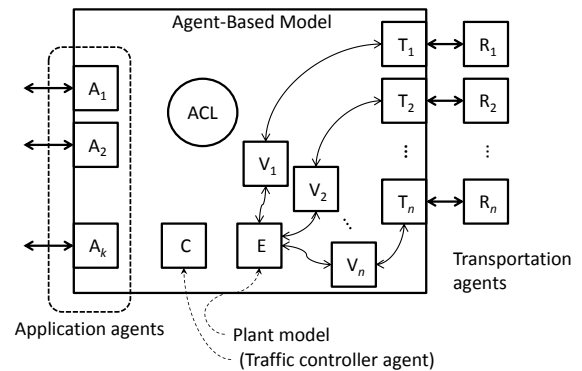 Agent-Based Model
A1
A2
Ak
ACL
C
E
V1
V2
⋱
Vn
T1
T2
⋮
Tn
R1
R2
⋮
Rn
Transportation
agents
Application agents
Plant model
(Traffic controller agent)